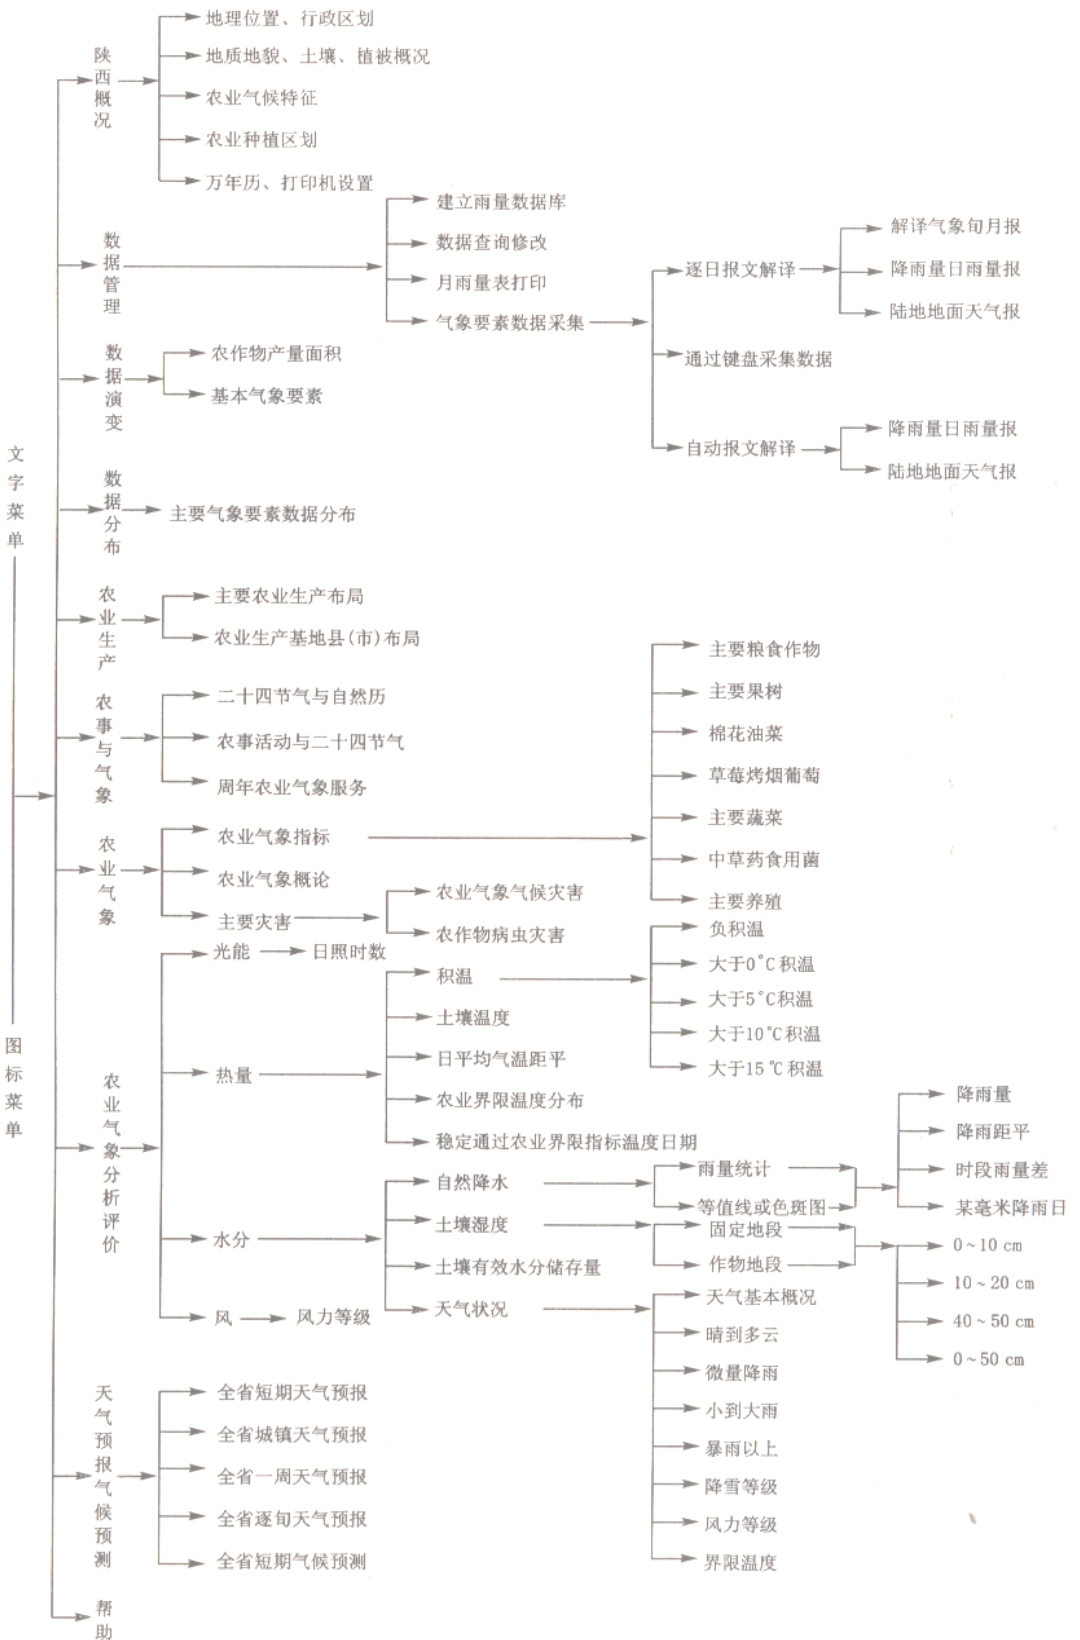 文字菜单
图标菜单
陕西概况
地理位置、行政区划
地质地貌、土壤、植被概况
农业气候特征
农业种植区划
万年历、打印机设置
数据管理
建立雨量数据库
数据查询修改
月雨量表打印
气象要素数据采集
逐日报文解译
解译气象旬月报
降雨量日雨量报
陆地地面天气报
通过键盘采集数据
自动报文解译
降雨量日雨量报
陆地地面天气报
数据演变
农作物产量面积
基本气象要素
数据分布
主要气象要素数据分布
农业生产
主要农业生产布局
农业生产基地县(市)布局
农事与气象
二十四节气与自然历
农事活动与二十四节气
周年农业气象服务
农业气象
农业气象指标
主要粮食作物
主要果树
棉花油菜
草莓烤烟葡萄
主要蔬菜
中草药食用菌
主要养殖
农业气象概论
主要灾害
农业气象气候灾害
农作物病虫灾害
农业气象分析评价
光能
日照时数
热量
积温
负积温
大于0℃积温
大于5℃积温
大于10℃积温
大于15℃积温
土壤温度
日平均气温距平
农业界限温度分布
稳定通过农业界限指标温度日期
水分
自然降水
雨量统计
等值线或色斑图
降雨量
降雨距平
时段雨量差
某毫米降雨日
土壤湿度
固定地段
作物地段
0~10 cm
10~20 cm
40~50 cm
0~50 cm
土壤有效水分储存量
天气状况
天气基本概况
晴到多云
微量降雨
小到大雨
暴雨以上
降雪等级
风力等级
界限温度
风
风力等级
天气预报气候预测
全省短期天气预报
全省城镇天气预报
全省一周天气预报
全省逐旬天气预报
全省短期气候预测
帮助